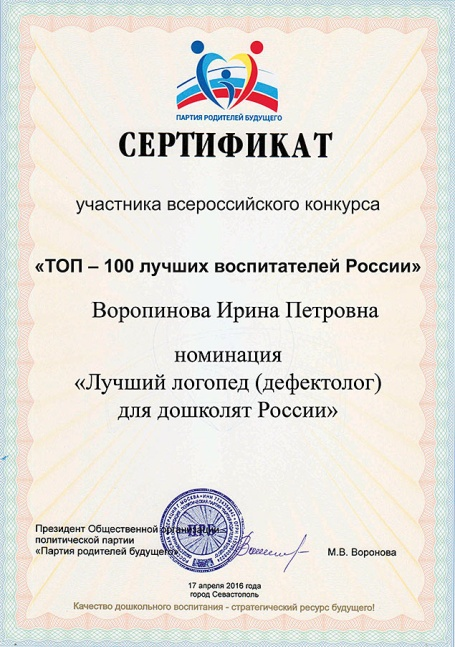 ПАРТИЯ РОДИТЕЛЕЙ БУДУЩЕГО
СЕРТИФИКАТ
участника всероссийского конкурса
«ТОП – 100 лучших воспитателей России»
Воропинова Ирина Петровна
номинация
«Лучший логопед (дефектолог)
для дошколят России»
Президент Общественной организации
политической партии
«Партия родителей будущего»
М.В. Воронова
17 апреля 2016 года
город Севастополь
Качество дошкольного воспитания - стратегический ресурс будущего!